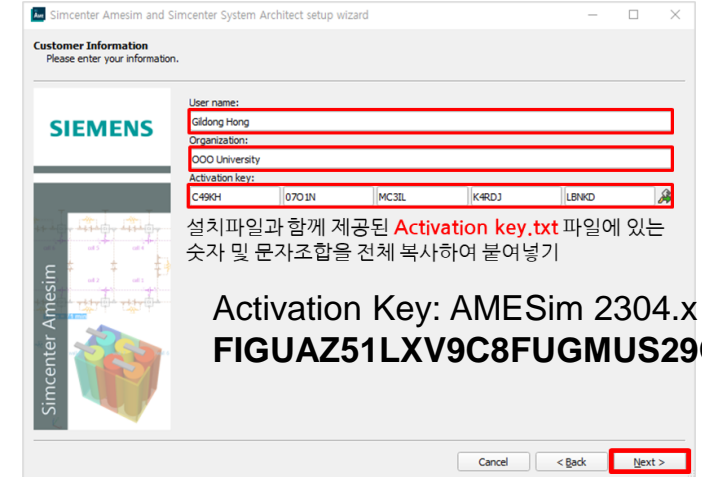 Simcenter Amesim and Simcenter System Architect setup wizard
Customer Information
Please enter your information.
SIEMENS
User name:
Gildong Hong
Organization:
OOO University
Activation key:
C49KH 07O1N MC3IL K4RDJ LBNKD
설치파일과 함께 제공된 Activation key.txt 파일에 있는
숫자 및 문자조합을 전체 복사하여 붙여넣기
Activation Key: AMESim 2304.x
FIGUAZ51LXV9C8FUGMUS29
Simcenter Amesim
Cancel < Back Next >